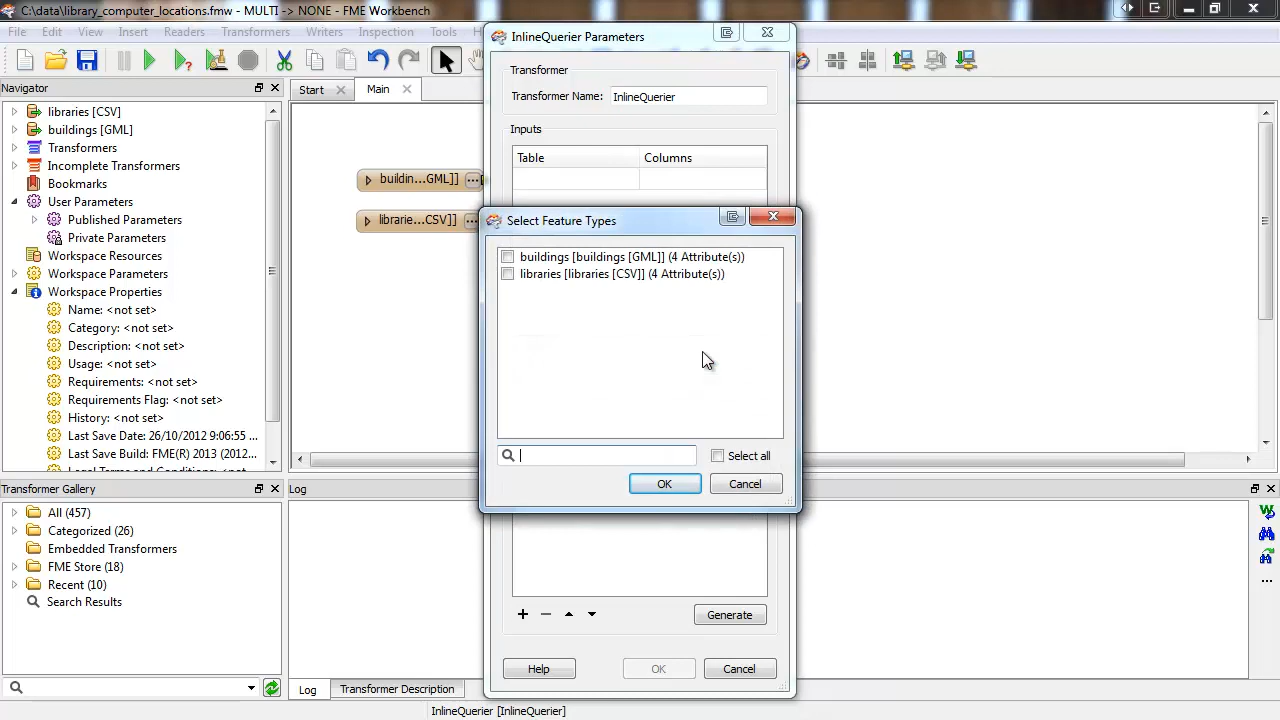 C:\data\library_computer_locations.fmw - MULTI -> NONE - FME Workbench
File Edit View Insert Readers Transformers Writers Inspection Tools
Navigator
libraries [CSV]
buildings [GML]
Transformers
Incomplete Transformers
Bookmarks
User Parameters
Published Parameters
Private Parameters
Workspace Resources
Workspace Parameters
Workspace Properties
Name: <not set>
Category: <not set>
Description: <not set>
Usage: <not set>
Requirements: <not set>
Requirements Flag: <not set>
History: <not set>
Last Save Date: 26/10/2012 9:06:55 ...
Last Save Build: FME(R) 2013 (2012...
Transformer Gallery
All (457)
Categorized (26)
Embedded Transformers
FME Store (18)
Recent (10)
Search Results
Start Main
buildin...GML]]
librarie...CSV]]
InlineQuerier Parameters
Transformer
Transformer Name: InlineQuerier
Inputs
Table Columns
Select Feature Types
buildings [buildings [GML]] (4 Attribute(s))
libraries [libraries [CSV]] (4 Attribute(s))
Select all
OK Cancel
Generate
Help OK Cancel
Log
Log Transformer Description
InlineQuerier [InlineQuerier]